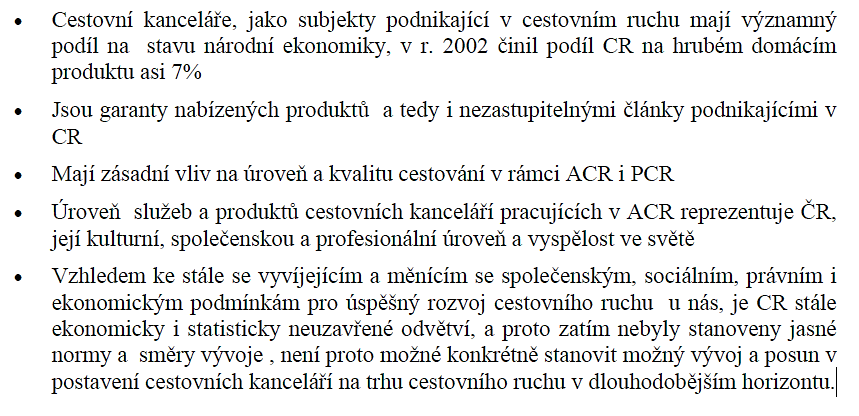 • Cestovní kanceláře, jako subjekty podnikající v cestovním ruchu mají významný
podíl na stavu národní ekonomiky, v r. 2002 činil podíl CR na hrubém domácím
produktu asi 7%
• Jsou garanty nabízených produktů a tedy i nezastupitelnými články podnikajícími v
CR
• Mají zásadní vliv na úroveň a kvalitu cestování v rámci ACR i PCR
• Úroveň služeb a produktů cestovních kanceláří pracujících v ACR reprezentuje ČR,
její kulturní, společenskou a profesionální úroveň a vyspělost ve světě
• Vzhledem ke stále se vyvíjejícím a měnícím se společenským, sociálním, právním i
ekonomickým podmínkám pro úspěšný rozvoj cestovního ruchu u nás, je CR stále
ekonomicky i statisticky neuzavřené odvětví, a proto zatím nebyly stanoveny jasné
normy a směry vývoje , není proto možné konkrétně stanovit možný vývoj a posun v
postavení cestovních kanceláří na trhu cestovního ruchu v dlouhodobějším horizontu.